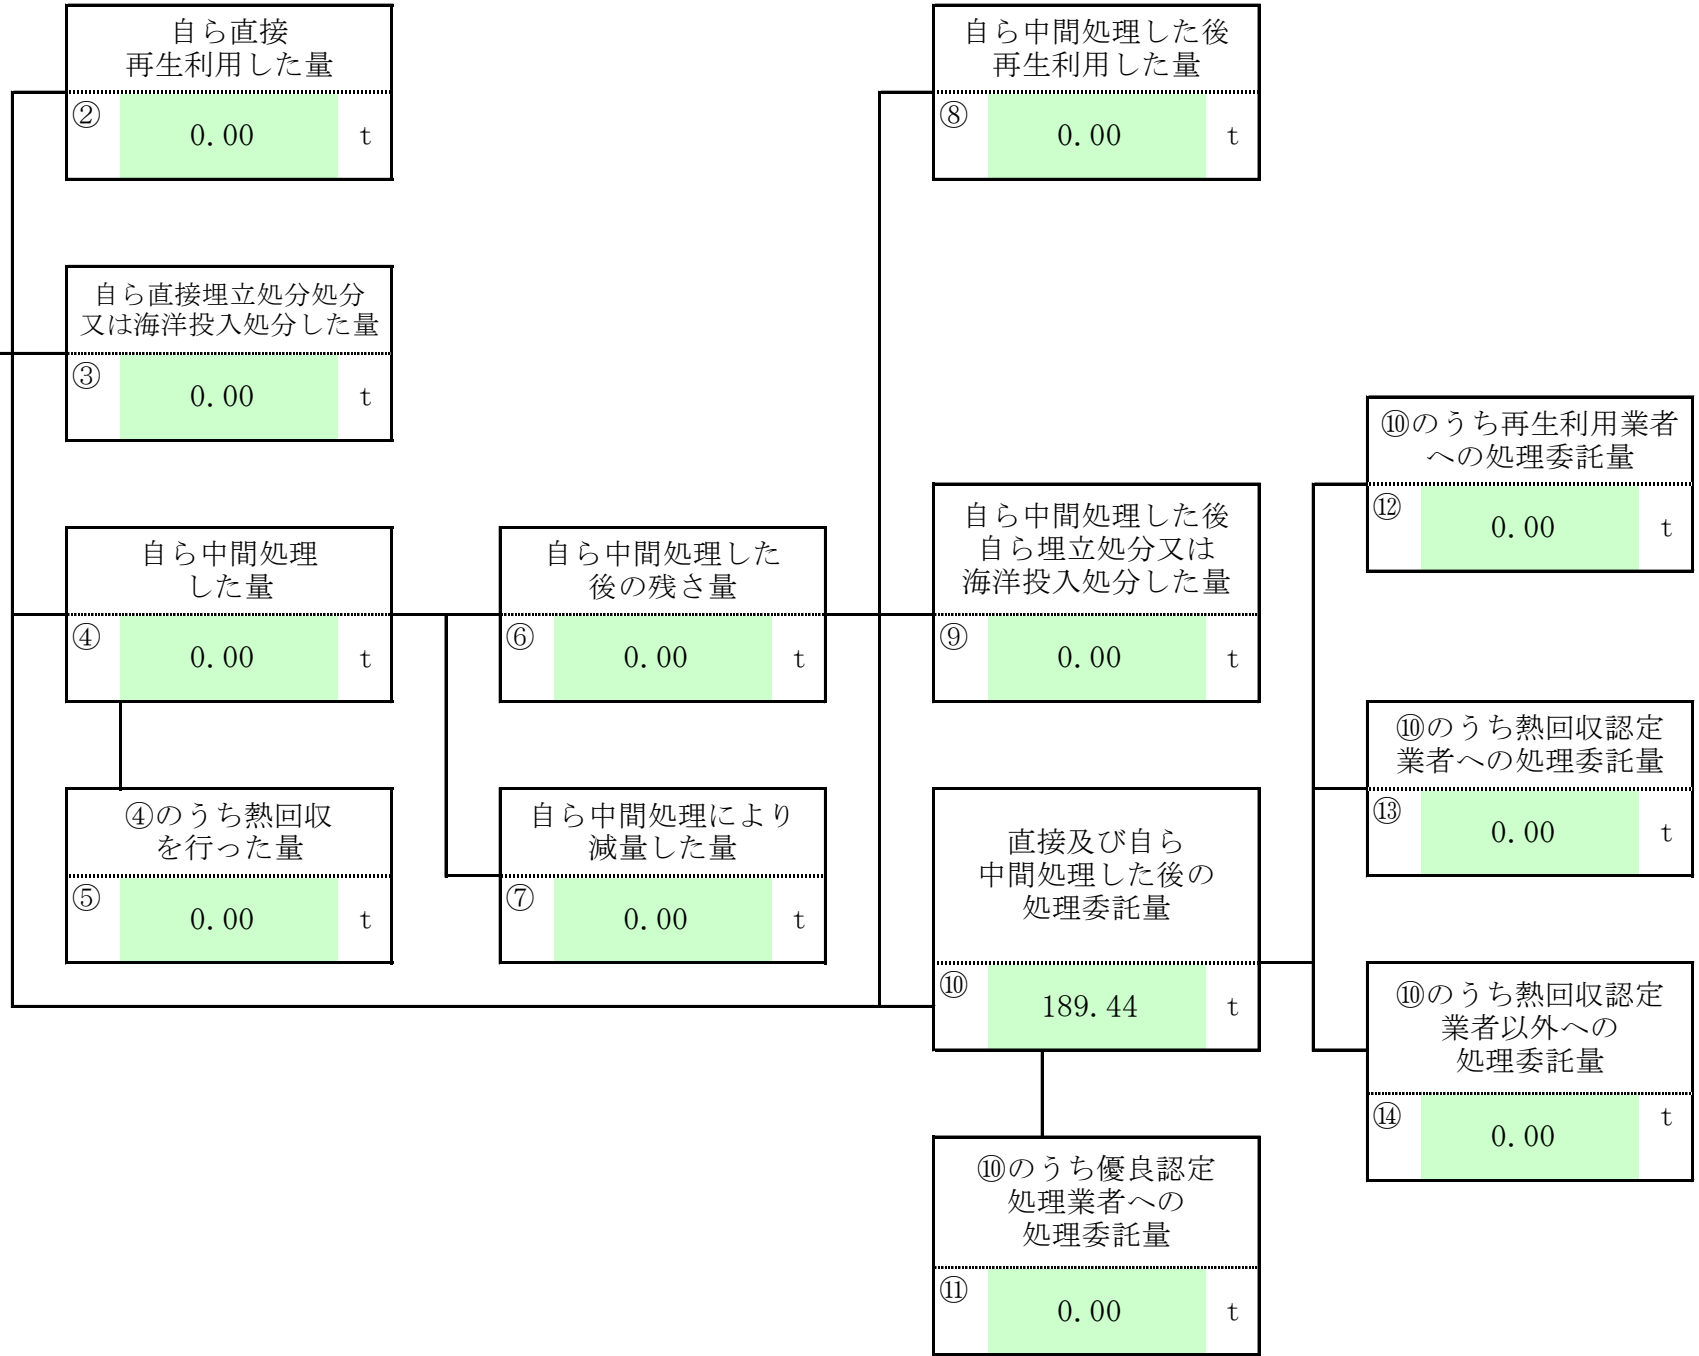 自ら直接
再生利用した量
②
0.00
t
自ら中間処理した後
再生利用した量
⑧
0.00
t
自ら直接埋立処分処分
又は海洋投入処分した量
③
0.00
t
⑩のうち再生利用業者
への処理委託量
⑫
0.00
t
自ら中間処理
した量
④
0.00
t
自ら中間処理した
後の残さ量
⑥
0.00
t
自ら中間処理した後
自ら埋立処分又は
海洋投入処分した量
⑨
0.00
t
⑩のうち熱回収認定
業者への処理委託量
⑬
0.00
t
④のうち熱回収
を行った量
⑤
0.00
t
自ら中間処理により
減量した量
⑦
0.00
t
直接及び自ら
中間処理した後の
処理委託量
⑩
189.44
t
⑩のうち熱回収認定
業者以外への
処理委託量
⑭
0.00
t
⑩のうち優良認定
処理業者への
処理委託量
⑪
0.00
t